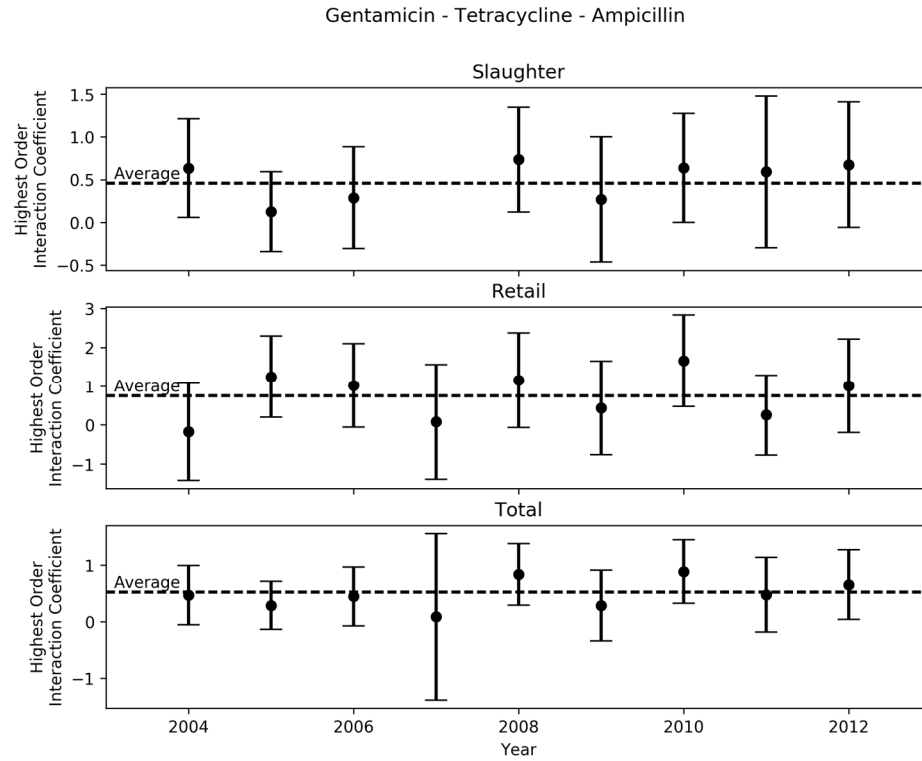 Gentamicin - Tetracycline - Ampicillin
Slaughter
Highest Order
Interaction Coefficient
1.5
1.0
0.5
0.0
−0.5
Average
Retail
Highest Order
Interaction Coefficient
3
2
1
0
−1
Average
Total
Highest Order
Interaction Coefficient
1
0
−1
Average
2004
2006
2008
2010
2012
Year